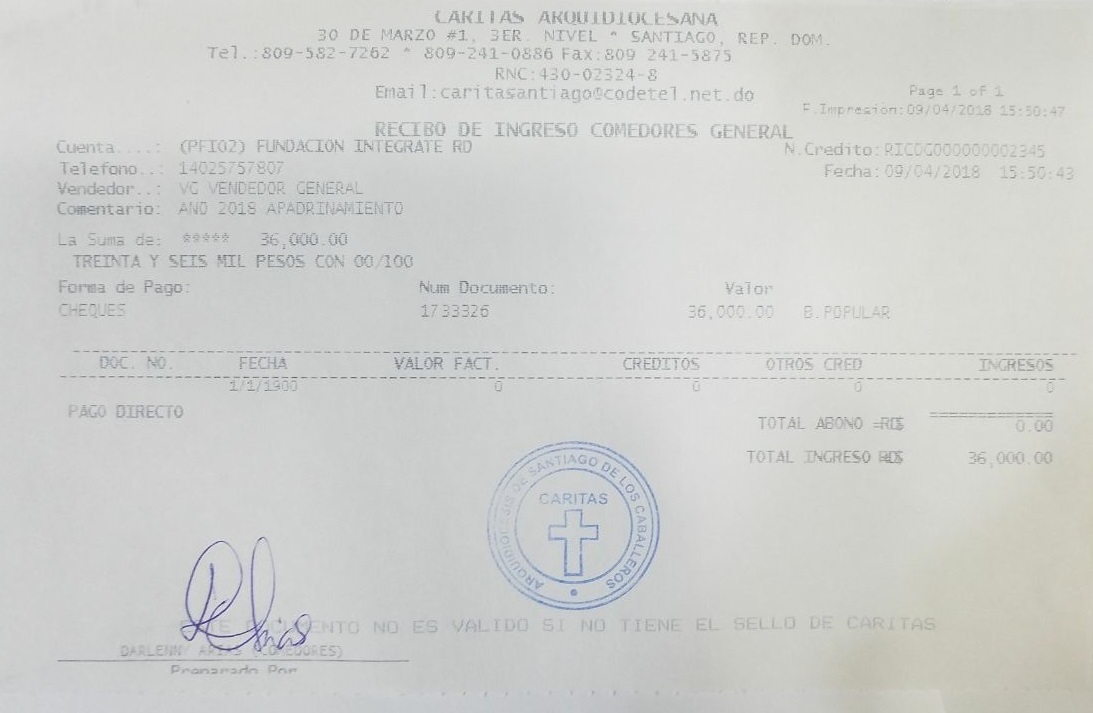 CARITAS ARQUIDIOCESANA
30 DE MARZO #1, 3ER. NIVEL * SANTIAGO, REP. DOM.
Tel.:809-582-7262 * 809-241-0886 Fax:809 241-5875
RNC:430-02324-8
Email:caritasantiago@codetel.net.do
Page 1 of 1
F.Impresion:09/04/2018 15:50:47
RECIBO DE INGRESO COMEDORES GENERAL
Cuenta....: (PFI02) FUNDACION INTEGRATE RD
N.Credito:RICOG000000002345
Telefono..: 14025757807
Fecha:09/04/2018 15:50:43
Vendedor..: VG VENDEDOR GENERAL
Comentario: ANO 2018 APADRINAMIENTO
La Suma de: ***** 36,000.00
TREINTA Y SEIS MIL PESOS CON 00/100
Forma de Pago: Num Documento: Valor
CHEQUES 1733326 36,000.00 B.POPULAR
DOC. NO. FECHA VALOR FACT. CREDITOS OTROS CRED INGRESOS
1/1/1900 0 0 0 0
PAGO DIRECTO
TOTAL ABONO =RD$ 0.00
TOTAL INGRESO RD$ 36,000.00
ARQUIDIOCESIS DE SANTIAGO DE LOS CABALLEROS
CARITAS
ESTE DOCUMENTO NO ES VALIDO SI NO TIENE EL SELLO DE CARITAS
DARLENNY ARIAS (COMEDORES)
Preparado Por